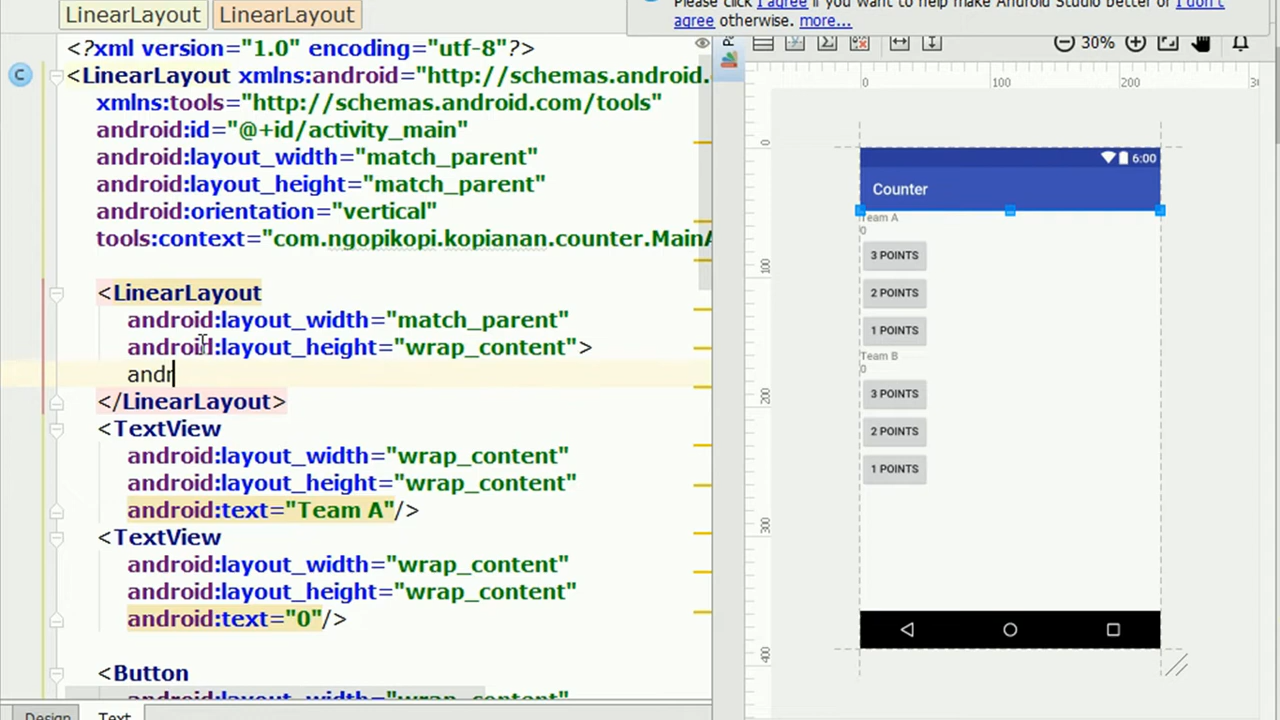 LinearLayout LinearLayout
Please click I agree if you want to help make Android Studio better or I don't
agree otherwise. more...
30%
<?xml version="1.0" encoding="utf-8"?>
<LinearLayout xmlns:android="http://schemas.android.
xmlns:tools="http://schemas.android.com/tools"
android:id="@+id/activity_main"
android:layout_width="match_parent"
android:layout_height="match_parent"
android:orientation="vertical"
tools:context="com.ngopikopi.kopianan.counter.MainA
<LinearLayout
android:layout_width="match_parent"
android:layout_height="wrap_content">
andr
</LinearLayout>
<TextView
android:layout_width="wrap_content"
android:layout_height="wrap_content"
android:text="Team A"/>
<TextView
android:layout_width="wrap_content"
android:layout_height="wrap_content"
android:text="0"/>
<Button
android:layout_width="wrap_content"
Design Text
C
0 100 200
0
100
200
300
400
6:00
Counter
Team A
0
3 POINTS
2 POINTS
1 POINTS
Team B
0
3 POINTS
2 POINTS
1 POINTS